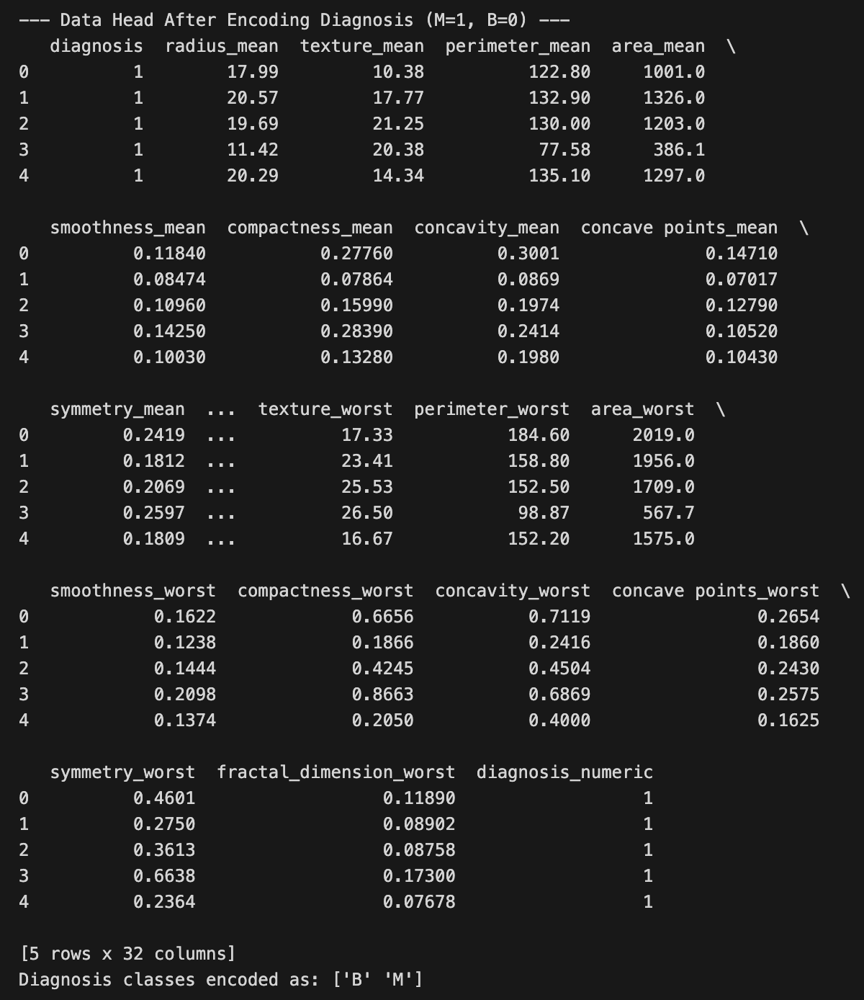 --- Data Head After Encoding Diagnosis (M=1, B=0) ---
   diagnosis  radius_mean  texture_mean  perimeter_mean  area_mean  \
0          1        17.99         10.38          122.80     1001.0
1          1        20.57         17.77          132.90     1326.0
2          1        19.69         21.25          130.00     1203.0
3          1        11.42         20.38           77.58      386.1
4          1        20.29         14.34          135.10     1297.0

   smoothness_mean  compactness_mean  concavity_mean  concave points_mean  \
0          0.11840           0.27760          0.3001              0.14710
1          0.08474           0.07864          0.0869              0.07017
2          0.10960           0.15990          0.1974              0.12790
3          0.14250           0.28390          0.2414              0.10520
4          0.10030           0.13280          0.1980              0.10430

   symmetry_mean  ...  texture_worst  perimeter_worst  area_worst  \
0         0.2419  ...          17.33           184.60      2019.0
1         0.1812  ...          23.41           158.80      1956.0
2         0.2069  ...          25.53           152.50      1709.0
3         0.2597  ...          26.50            98.87       567.7
4         0.1809  ...          16.67           152.20      1575.0

   smoothness_worst  compactness_worst  concavity_worst  concave points_worst  \
0            0.1622             0.6656           0.7119                0.2654
1            0.1238             0.1866           0.2416                0.1860
2            0.1444             0.4245           0.4504                0.2430
3            0.2098             0.8663           0.6869                0.2575
4            0.1374             0.2050           0.4000                0.1625

   symmetry_worst  fractal_dimension_worst  diagnosis_numeric
0          0.4601                  0.11890                  1
1          0.2750                  0.08902                  1
2          0.3613                  0.08758                  1
3          0.6638                  0.17300                  1
4          0.2364                  0.07678                  1

[5 rows x 32 columns]
Diagnosis classes encoded as: ['B' 'M']